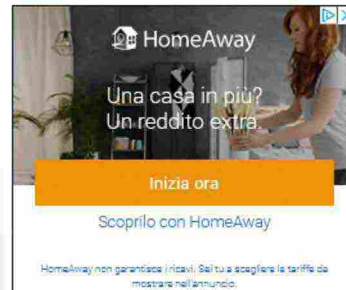 HomeAway
Una casa in più?
Un reddito extra.
Inizia ora
Scoprilo con HomeAway
HomeAway non garantisce i ricavi. Sei tu a scegliere le tariffe da
mostrare nell'annuncio.